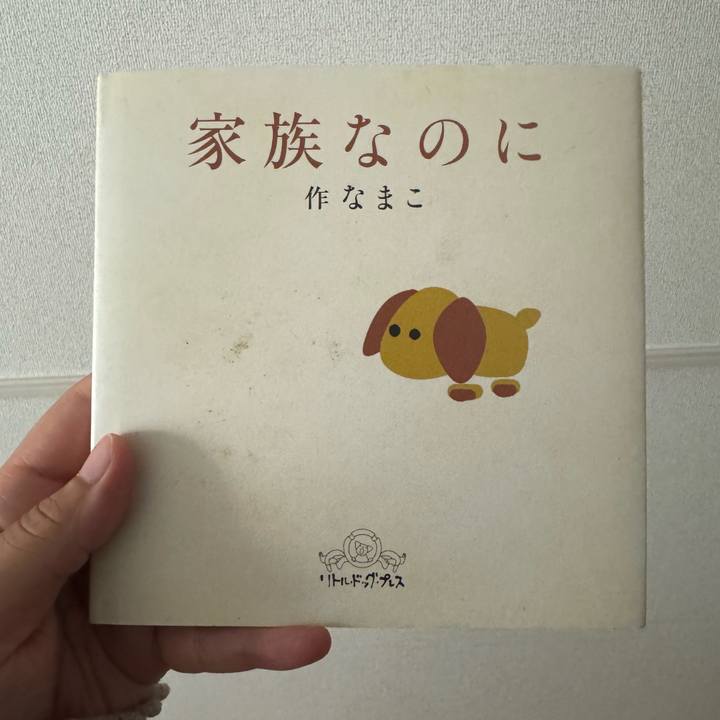 家族なのに
作 なまこ
リトル・ドッグ・プレス